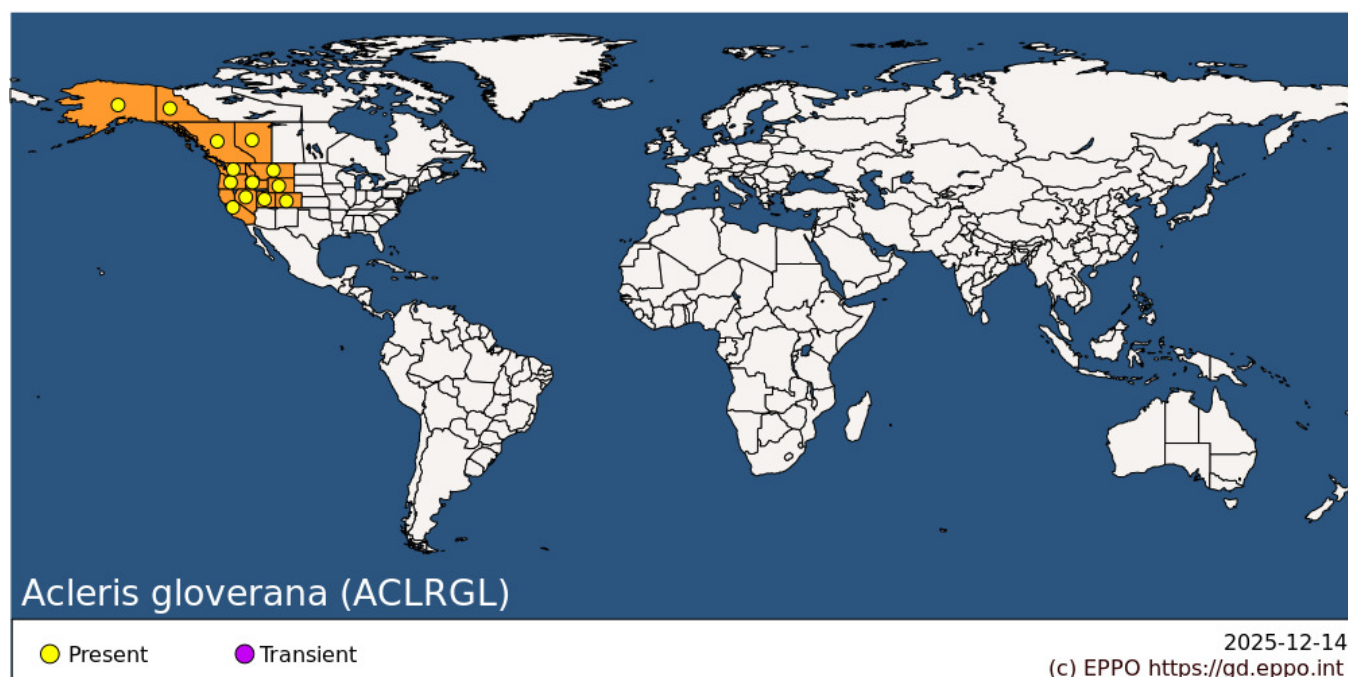 Acleris gloverana (ACLRGL)
Present
Transient
2025-12-14
(c) EPPO https://gd.eppo.int